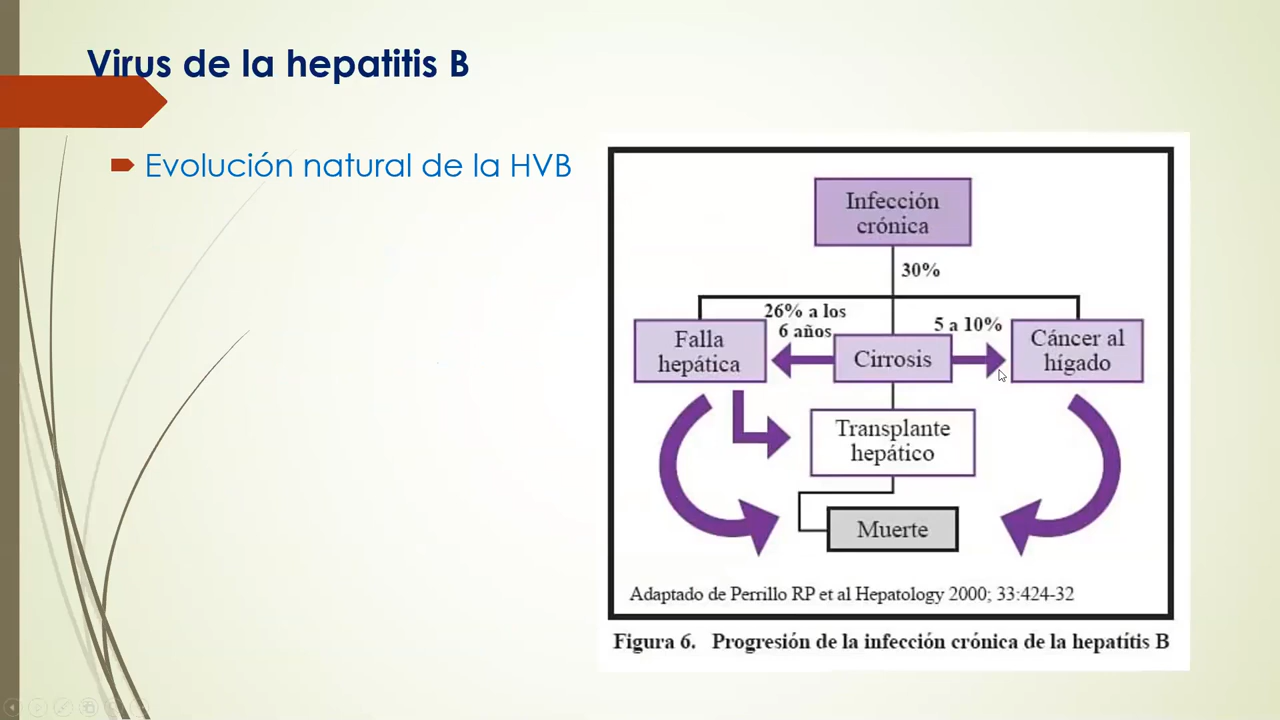 Virus de la hepatitis B
Evolución natural de la HVB
Infección
crónica
30%
26% a los
6 años
5 a 10%
Falla
hepática
Cirrosis
Cáncer al
hígado
Transplante
hepático
Muerte
Adaptado de Perrillo RP et al Hepatology 2000; 33:424-32
Figura 6. Progresión de la infección crónica de la hepatítis B